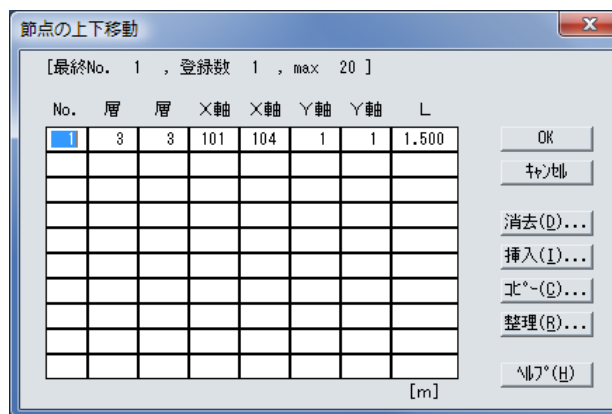 節点の上下移動
[最終No. 1 , 登録数 1 , max 20 ]
No. 層 層 X軸 X軸 Y軸 Y軸 L
1 3 3 101 104 1 1 1.500
[m]
OK
ｷｬﾝｾﾙ
消去(D)...
挿入(I)...
ｺﾋﾟｰ(C)...
整理(R)...
ﾍﾙﾌﾟ(H)